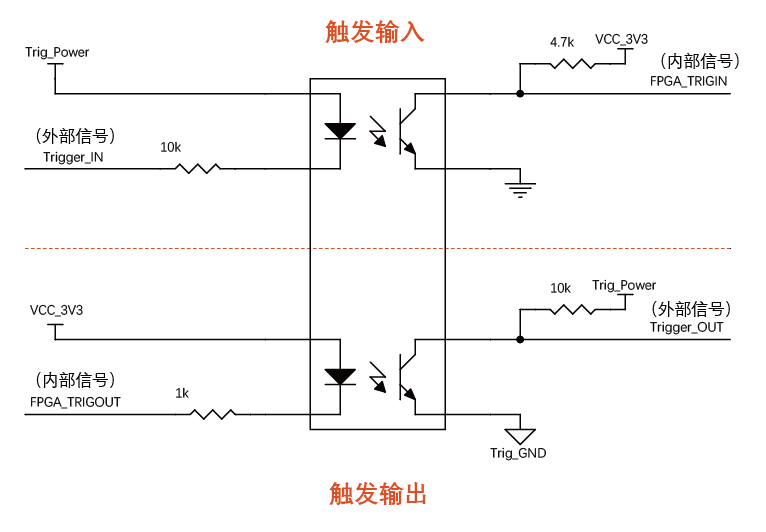 触发输入
Trig_Power
4.7k
VCC_3V3
（内部信号）
FPGA_TRIGIN
（外部信号）
Trigger_IN
10k
VCC_3V3
10k
Trig_Power
（外部信号）
Trigger_OUT
（内部信号）
FPGA_TRIGOUT
1k
Trig_GND
触发输出